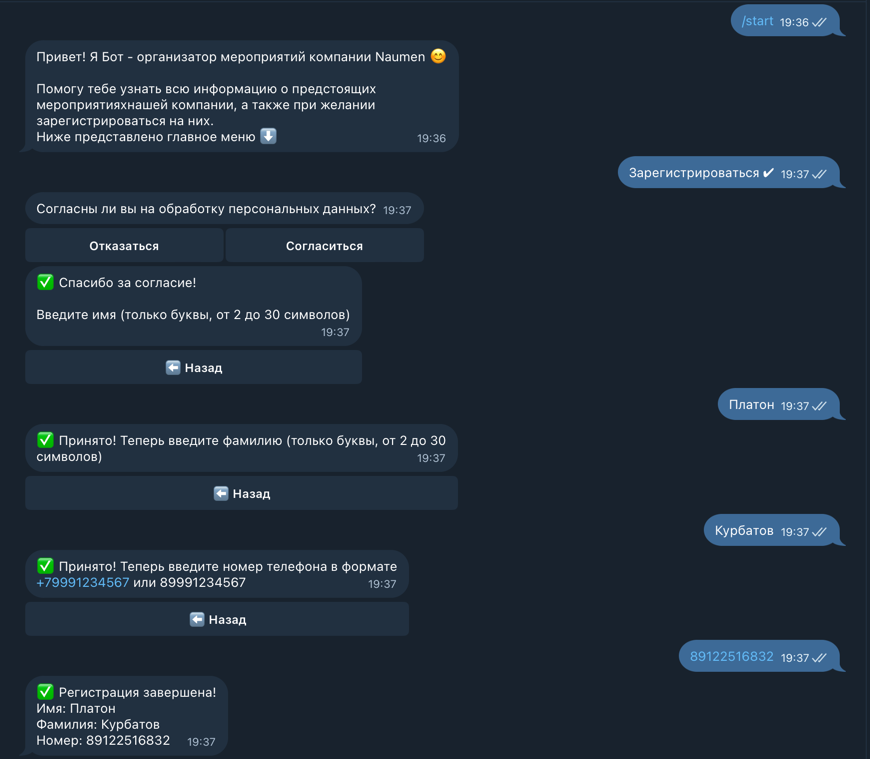 /start 19:36
Привет! Я Бот - организатор мероприятий компании Naumen 😊
Помогу тебе узнать всю информацию о предстоящих
мероприятияхнашей компании, а также при желании
зарегистрироваться на них.
Ниже представлено главное меню ⬇️ 19:36
Зарегистрироваться ✔ 19:37
Согласны ли вы на обработку персональных данных? 19:37
Отказаться
Согласиться
✅ Спасибо за согласие!
Введите имя (только буквы, от 2 до 30 символов)
19:37
⬅️ Назад
Платон 19:37
✅ Принято! Теперь введите фамилию (только буквы, от 2 до 30
символов) 19:37
⬅️ Назад
Курбатов 19:37
✅ Принято! Теперь введите номер телефона в формате
+79991234567 или 89991234567 19:37
⬅️ Назад
89122516832 19:37
✅ Регистрация завершена!
Имя: Платон
Фамилия: Курбатов
Номер: 89122516832 19:37